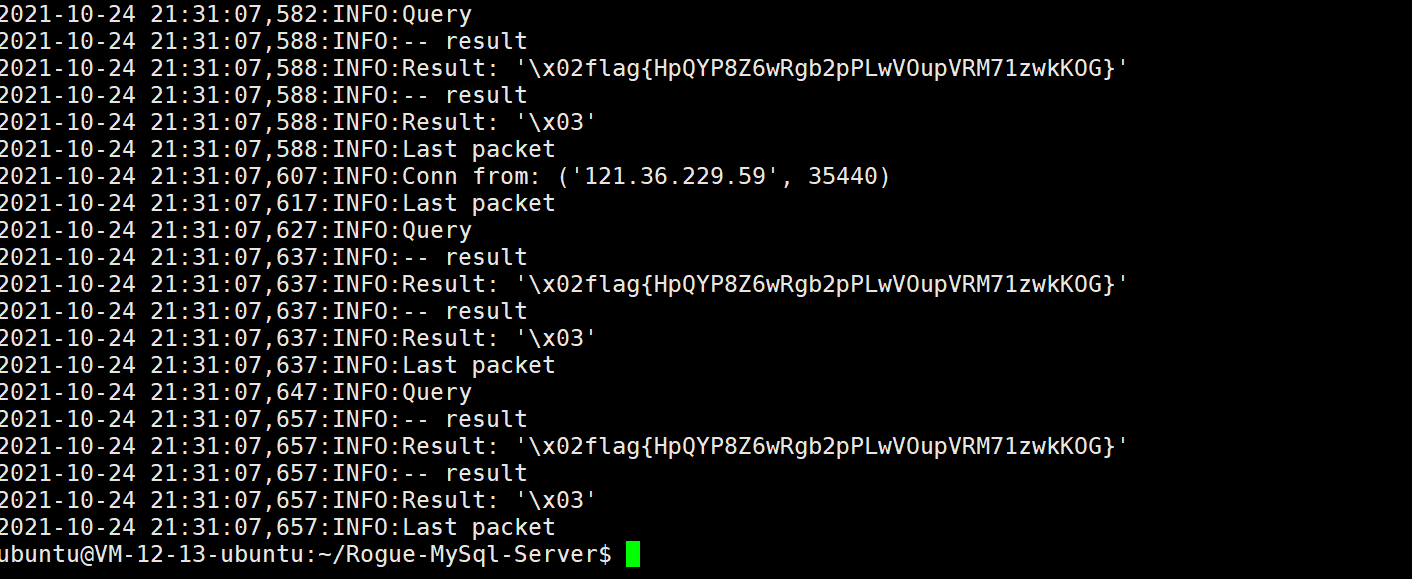 2021-10-24 21:31:07,582:INFO:Query
2021-10-24 21:31:07,588:INFO:-- result
2021-10-24 21:31:07,588:INFO:Result: '\x02flag{HpQYP8Z6wRgb2pPLwVOupVRM71zwkKOG}'
2021-10-24 21:31:07,588:INFO:-- result
2021-10-24 21:31:07,588:INFO:Result: '\x03'
2021-10-24 21:31:07,588:INFO:Last packet
2021-10-24 21:31:07,607:INFO:Conn from: ('121.36.229.59', 35440)
2021-10-24 21:31:07,617:INFO:Last packet
2021-10-24 21:31:07,627:INFO:Query
2021-10-24 21:31:07,637:INFO:-- result
2021-10-24 21:31:07,637:INFO:Result: '\x02flag{HpQYP8Z6wRgb2pPLwVOupVRM71zwkKOG}'
2021-10-24 21:31:07,637:INFO:-- result
2021-10-24 21:31:07,637:INFO:Result: '\x03'
2021-10-24 21:31:07,637:INFO:Last packet
2021-10-24 21:31:07,647:INFO:Query
2021-10-24 21:31:07,657:INFO:-- result
2021-10-24 21:31:07,657:INFO:Result: '\x02flag{HpQYP8Z6wRgb2pPLwVOupVRM71zwkKOG}'
2021-10-24 21:31:07,657:INFO:-- result
2021-10-24 21:31:07,657:INFO:Result: '\x03'
2021-10-24 21:31:07,657:INFO:Last packet
ubuntu@VM-12-13-ubuntu:~/Rogue-MySql-Server$